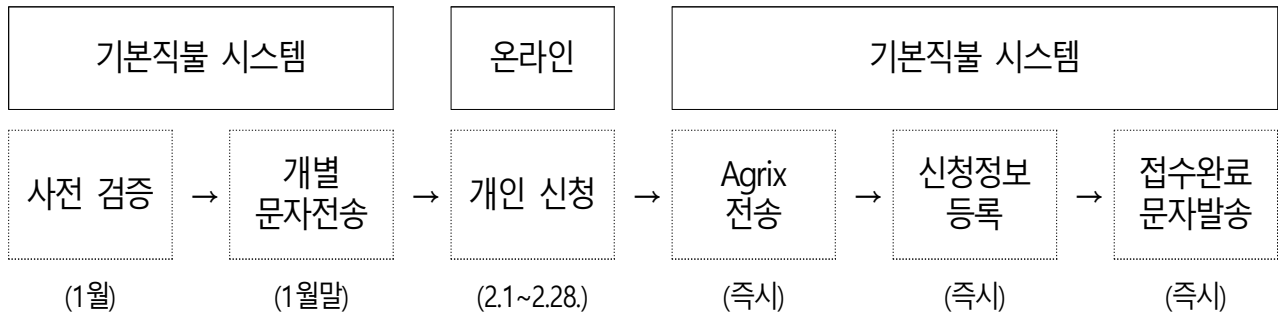 기본직불 시스템 온라인 기본직불 시스템
사전 검증 → 개별 문자전송 → 개인 신청 → Agrix 전송 → 신청정보 등록 → 접수완료 문자발송
(1월) (1월말) (2.1~2.28.) (즉시) (즉시) (즉시)